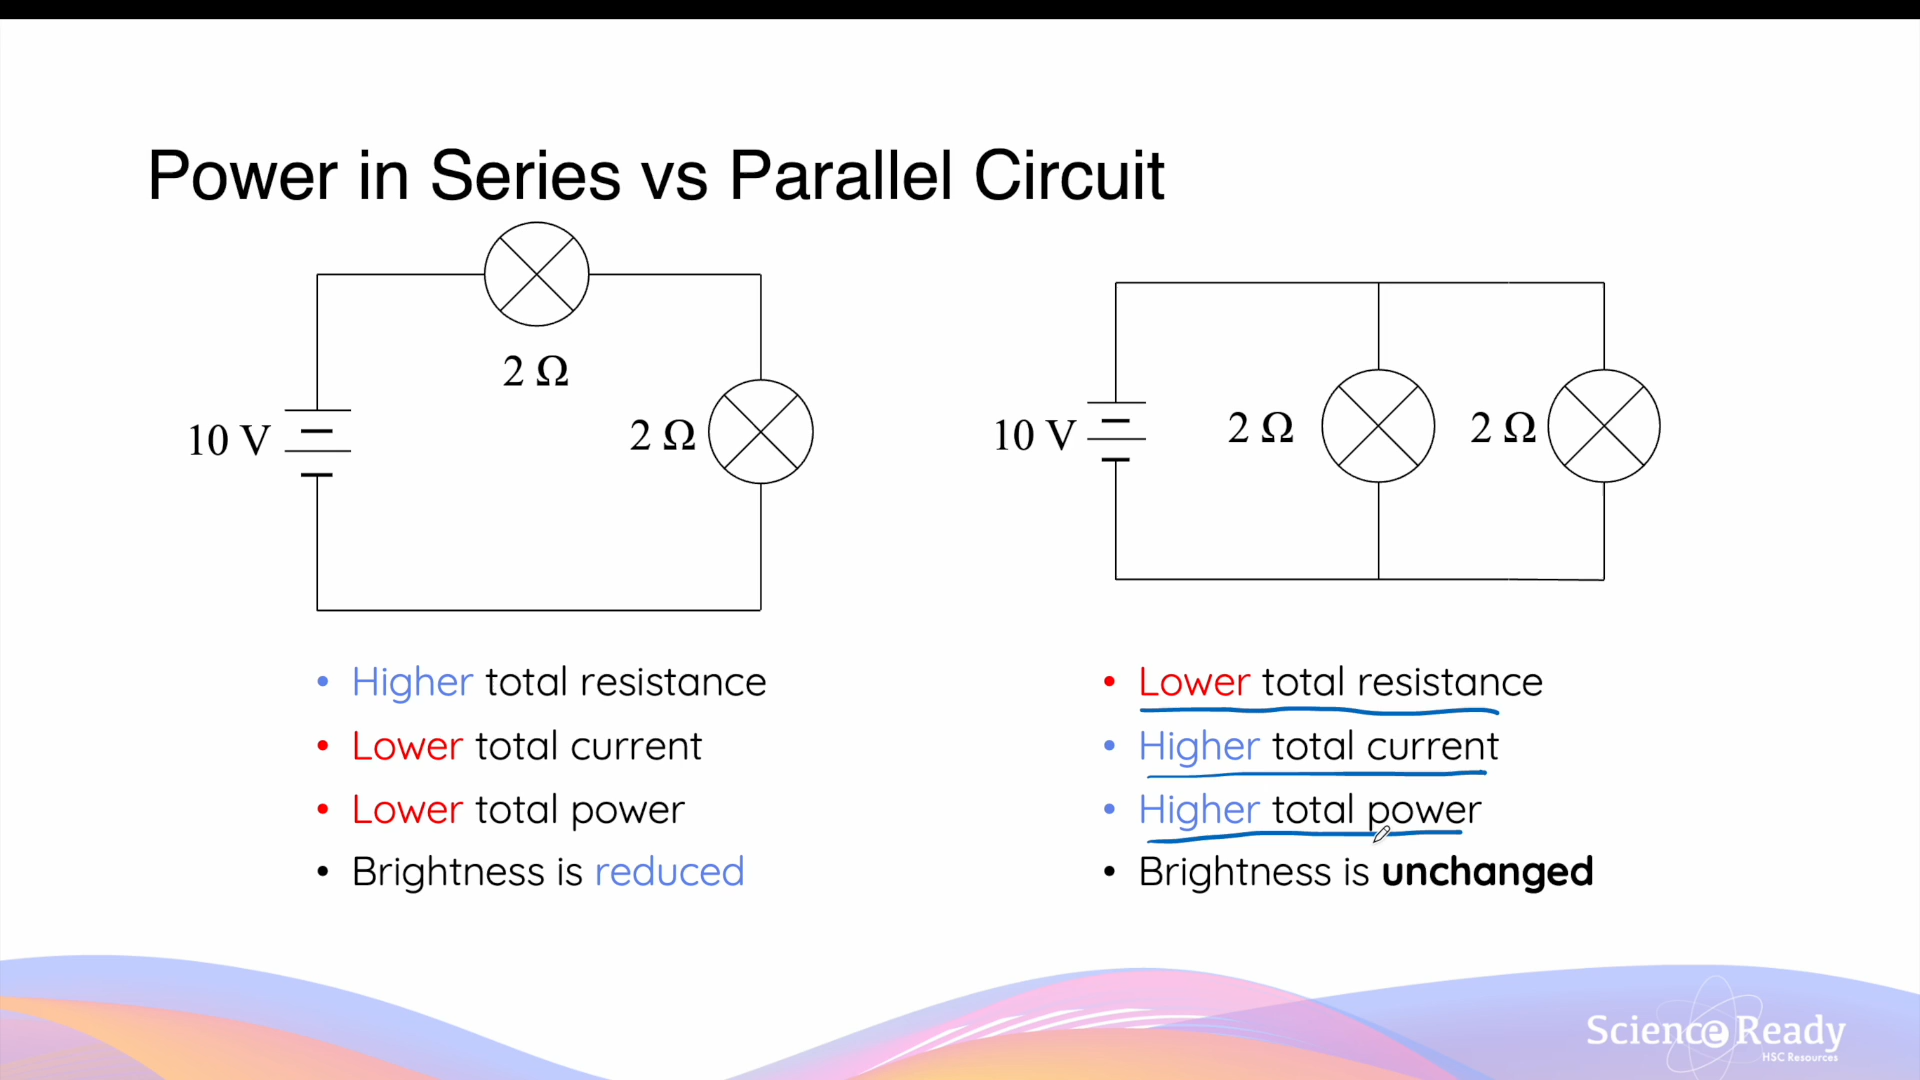 Power in Series vs Parallel Circuit
2 Ω
10 V
2 Ω
10 V
2 Ω
2 Ω
• Higher total resistance
• Lower total current
• Lower total power
• Brightness is reduced
• Lower total resistance
• Higher total current
• Higher total power
• Brightness is unchanged
Science Ready
HSC Resources